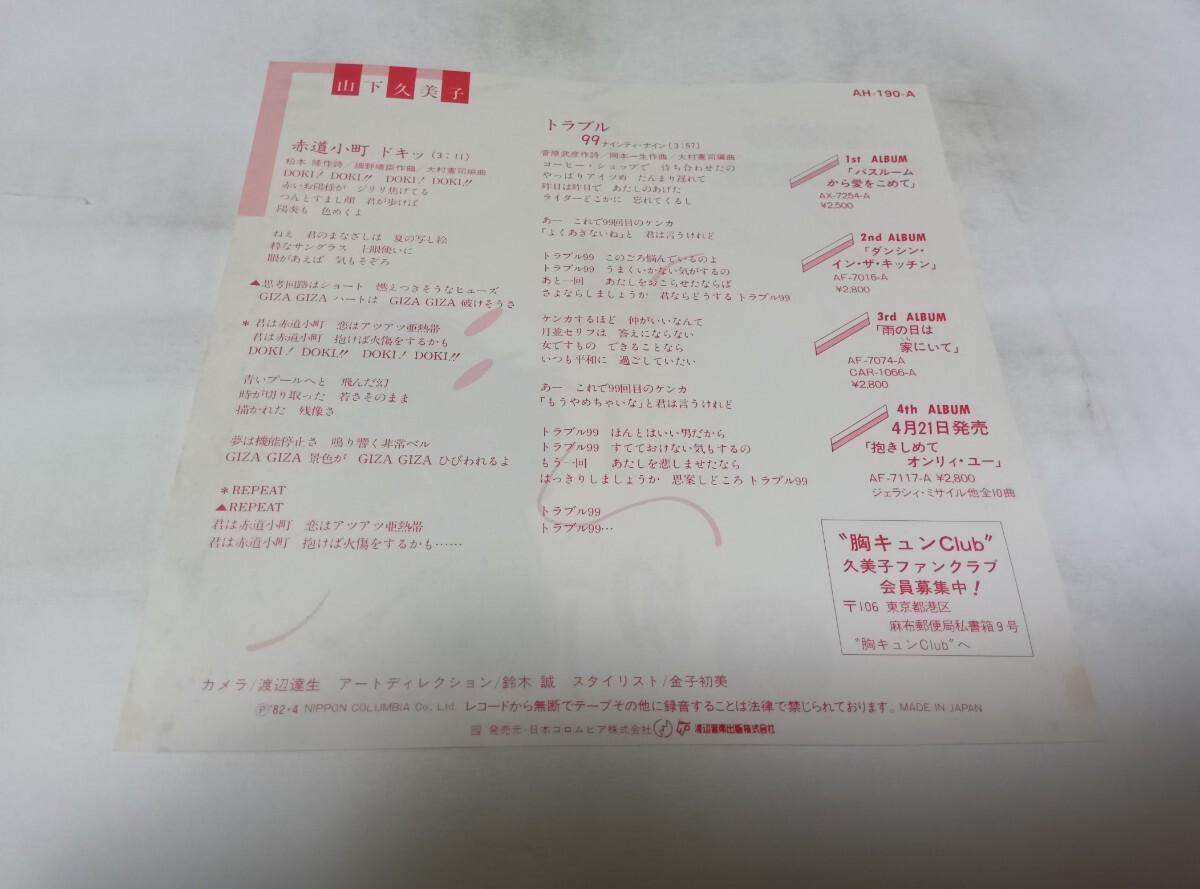 山下久美子
AH-190-A
赤道小町 ドキッ (3:11)
松本 隆作詩/細野晴臣作曲/大村憲司編曲
DOKI! DOKI!! DOKI! DOKI!!
赤いお陽様が ジリリ焦げてる
つんとすまし顔 君が歩けば
陽炎も 色めくよ
ねえ 君のまなざしは 夏の写し絵
粋なサングラス 上眼使いに
眼があえば 気もそぞろ
▲思考回路はショート 燃えつきそうなヒューズ
GIZA GIZA ハートは GIZA GIZA 破けそうさ
*君は赤道小町 恋はアツアツ亜熱帯
君は赤道小町 抱けば火傷をするかも
DOKI! DOKI!! DOKI! DOKI!!
青いプールへと 飛んだ幻
時が切り取った 若さそのまま
描かれた 残像さ
夢は機能停止さ 鳴り響く非常ベル
GIZA GIZA 景色が GIZA GIZA ひびわれるよ
*REPEAT
▲REPEAT
君は赤道小町 恋はアツアツ亜熱帯
君は赤道小町 抱けば火傷をするかも……
トラブル
99 ナインティ・ナイン (3:57)
菅原武彦作詩/岡本一生作曲/大村憲司編曲
コーヒー・ショップで 待ち合わせたの
やっぱりアイツめ たんまり遅れて
昨日は昨日で あたしのあげた
ライターどこかに 忘れてくるし
あー これで99回目のケンカ
「よくあきないね」と 君は言うけれど
トラブル99 このごろ悩んでいるのよ
トラブル99 うまくいかない気がするの
あと一回 あたしをおこらせたならば
さよならしましょうか 君ならどうする トラブル99
ケンカするほど 仲がいいなんて
月並セリフは 答えにならない
女ですもの できることなら
いつも平和に 過ごしていたい
あー これで99回目のケンカ
「もうやめちゃいな」と君は言うけれど
トラブル99 ほんとはいい男だから
トラブル99 すてておけない気もするの
もう一回 あたしを悲しませたなら
はっきりしましょうか 思案しどころ トラブル99
トラブル99
トラブル99…
1st ALBUM
「バスルーム
から愛をこめて」
AX-7254-A
¥2,500
2nd ALBUM
「ダンシン・
イン・ザ・キッチン」
AF-7016-A
¥2,800
3rd ALBUM
「雨の日は
家にいて」
AF-7074-A
CAR-1066-A
¥2,800
4th ALBUM
4月21日発売
「抱きしめて
オンリィ・ユー」
AF-7117-A ¥2,800
ジェラシィ・ミサイル他全10曲
"胸キュンClub"
久美子ファンクラブ
会員募集中!
〒106 東京都港区
麻布郵便局私書箱9号
"胸キュンClub"へ
カメラ/渡辺達生 アートディレクション/鈴木 誠 スタイリスト/金子初美
Ⓟ'82・4 NIPPON COLUMBIA Co., Ltd. レコードから無断でテープその他に録音することは法律で禁じられております。 MADE IN JAPAN
発売元・日本コロムビア株式会社 渡辺音楽出版株式会社